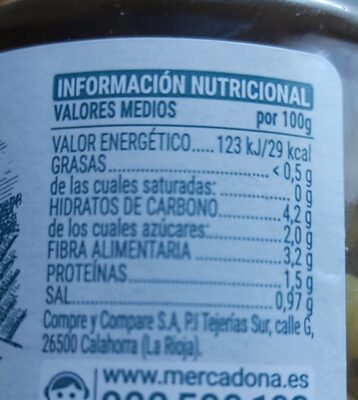 INFORMACIÓN NUTRICIONAL
VALORES MEDIOS por 100g
VALOR ENERGÉTICO..... 123 kJ/29 kcal
GRASAS < 0,5 g
de las cuales saturadas: 0 g
HIDRATOS DE CARBONO 4,2 g
de los cuales azúcares: 2,0 g
FIBRA ALIMENTARIA 3,2 g
PROTEÍNAS 1,5 g
SAL 0,97 g
Compre y Compare S.A, P.I Tejerías Sur, calle G,
26500 Calahorra (La Rioja).
www.mercadona.es